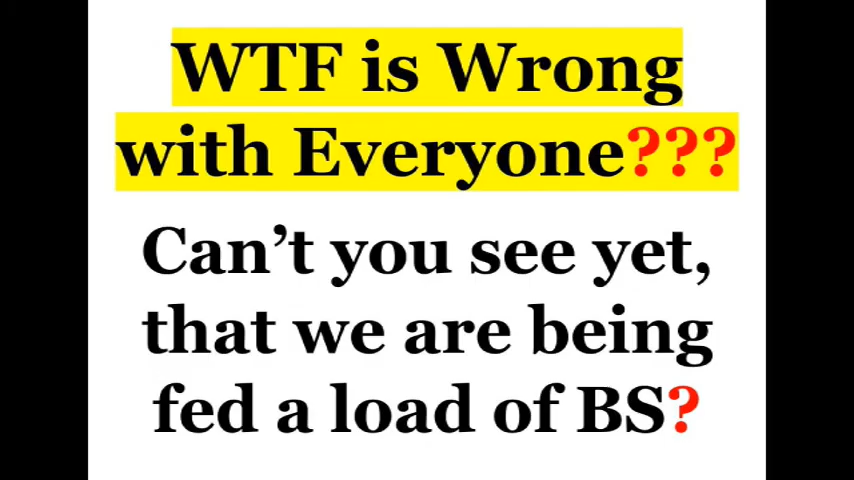 WTF is Wrong
with Everyone???
Can’t you see yet,
that we are being
fed a load of BS?